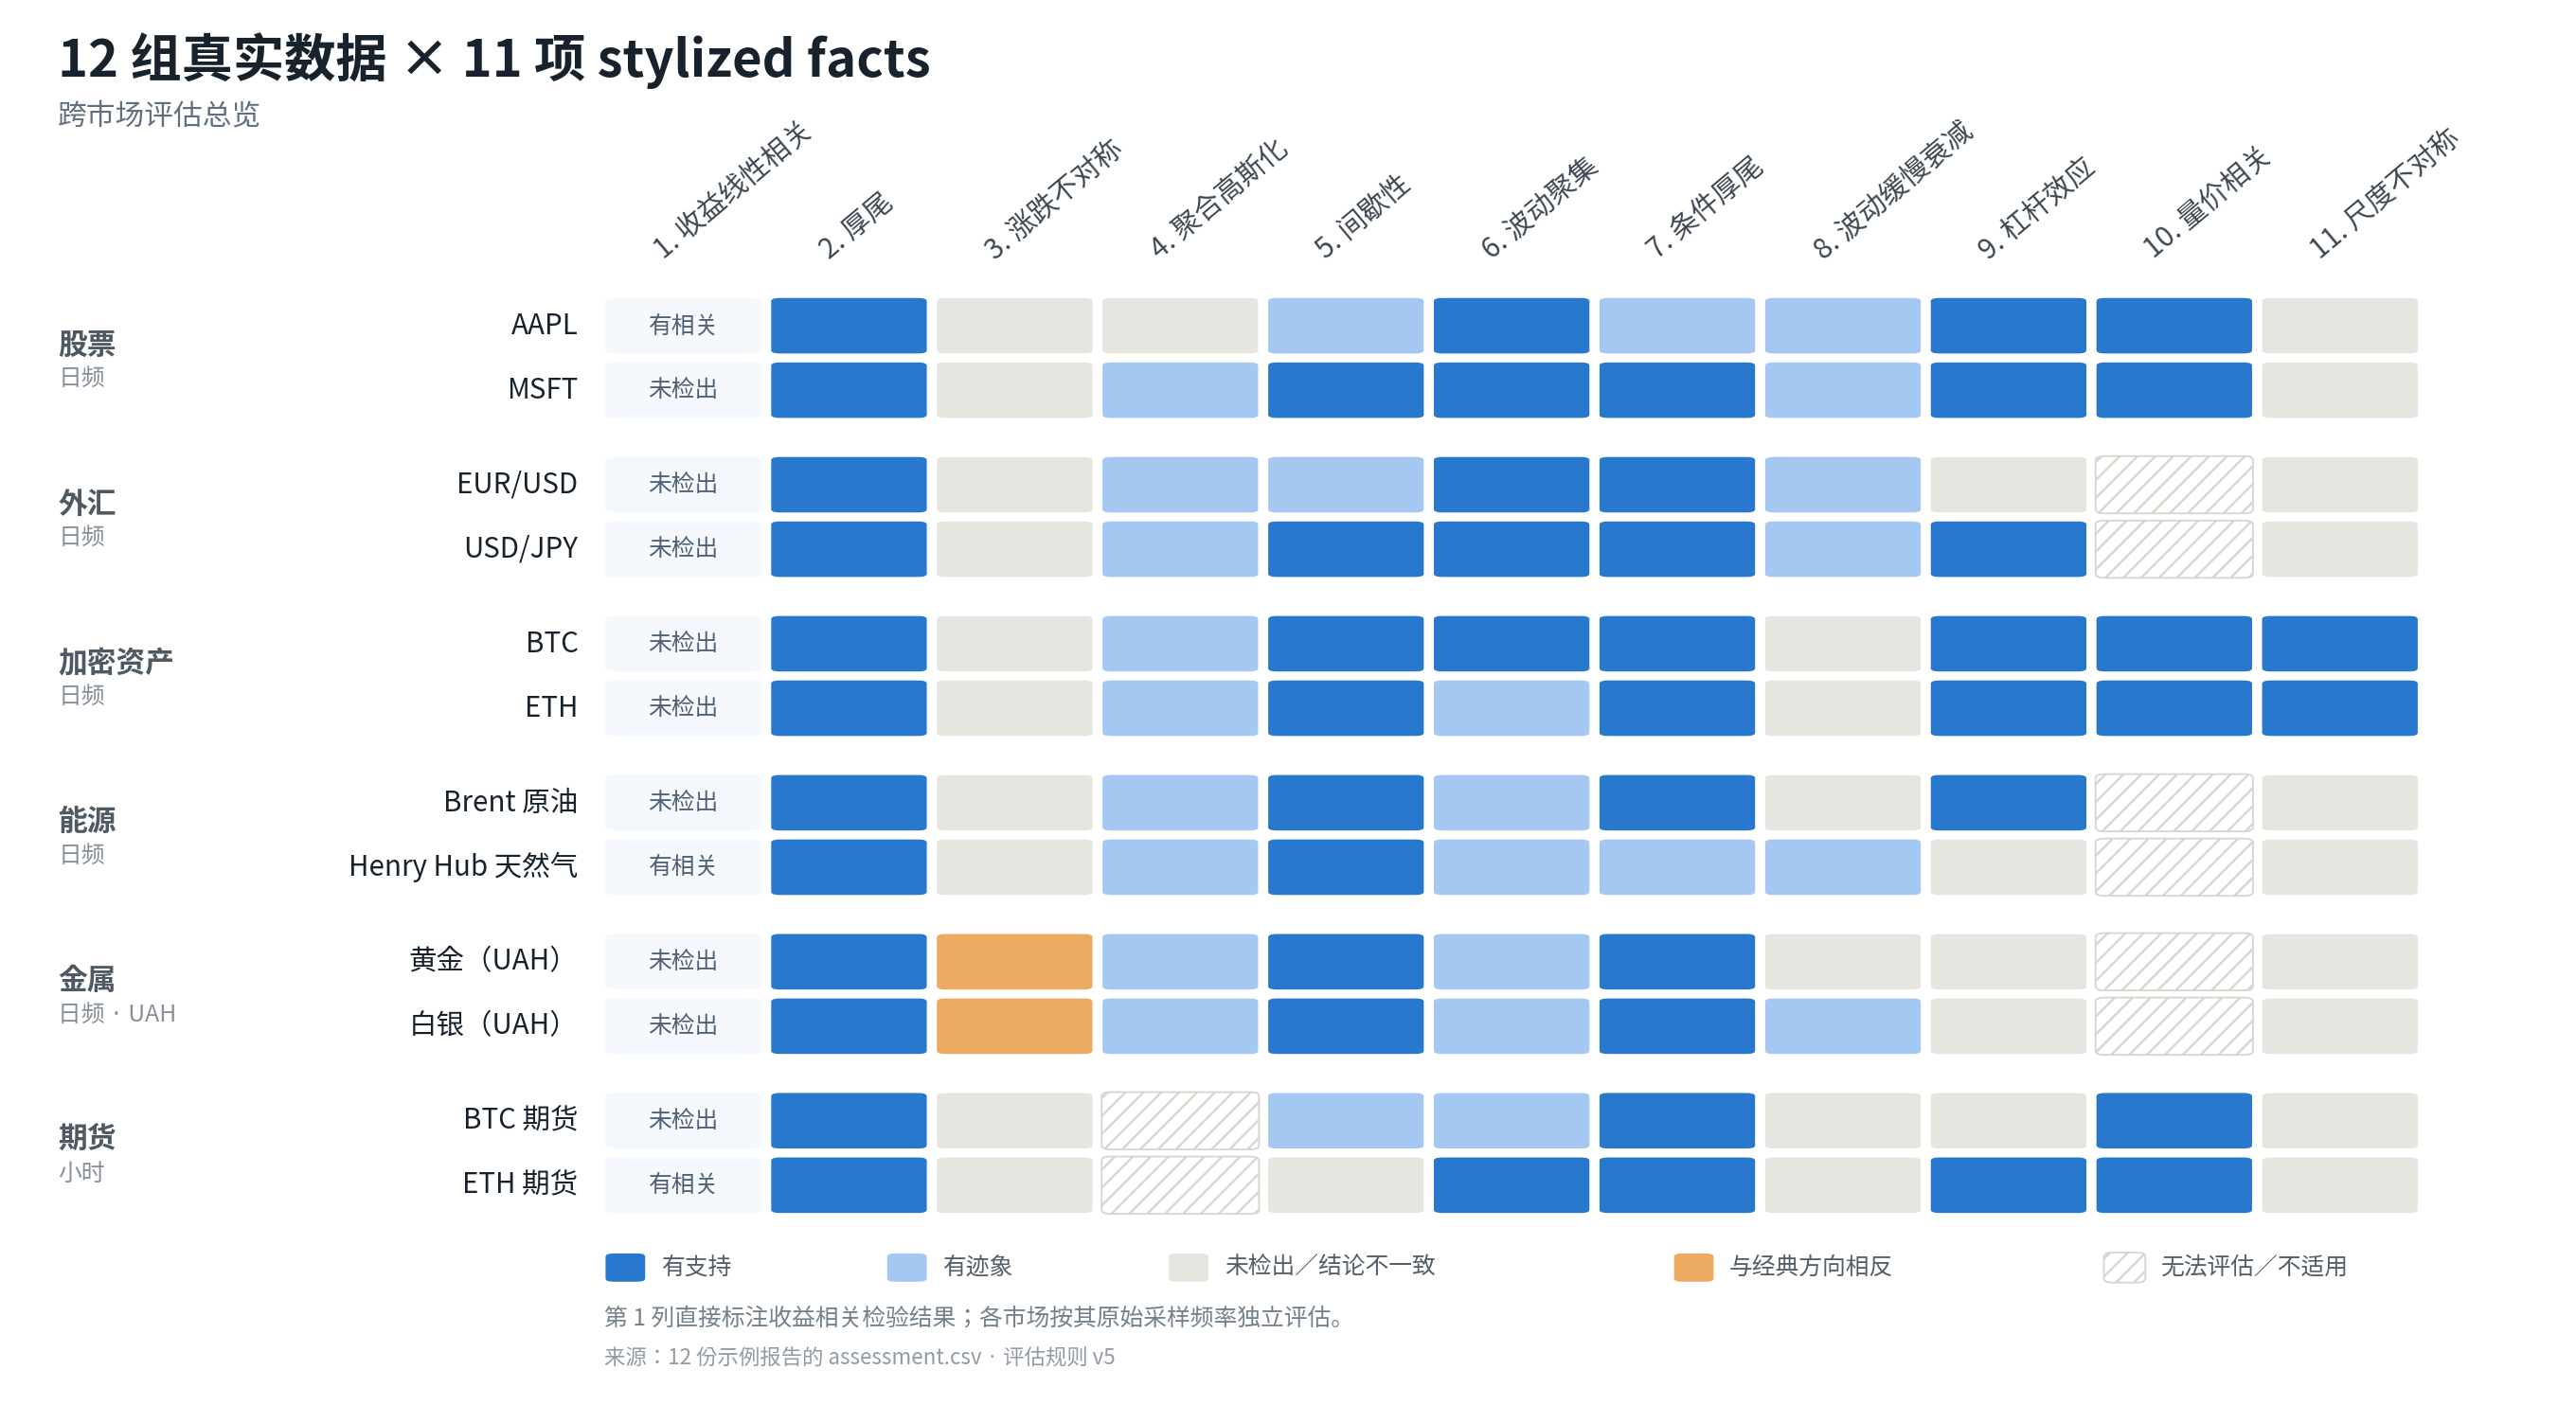 12 组真实数据 × 11 项 stylized facts
跨市场评估总览
1. 收益线性相关
2. 厚尾
3. 涨跌不对称
4. 聚合高斯化
5. 间歇性
6. 波动聚集
7. 条件厚尾
8. 波动缓慢衰减
9. 杠杆效应
10. 量价相关
11. 尺度不对称
股票
日频
AAPL 有相关
MSFT 未检出
外汇
日频
EUR/USD 未检出
USD/JPY 未检出
加密资产
日频
BTC 未检出
ETH 未检出
能源
日频
Brent 原油 未检出
Henry Hub 天然气 有相关
金属
日频 · UAH
黄金（UAH） 未检出
白银（UAH） 未检出
期货
小时
BTC 期货 未检出
ETH 期货 有相关
有支持 有迹象 未检出／结论不一致 与经典方向相反 无法评估／不适用
第 1 列直接标注收益相关检验结果；各市场按其原始采样频率独立评估。
来源：12 份示例报告的 assessment.csv · 评估规则 v5